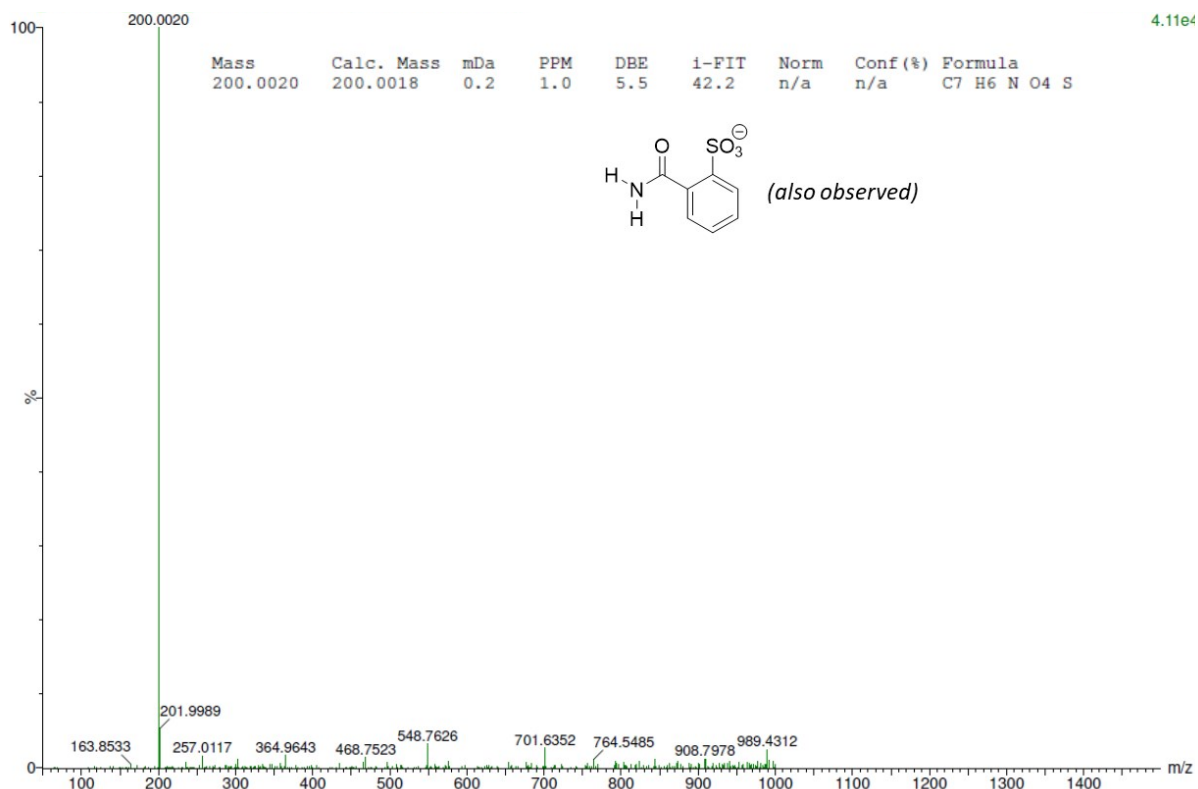 200.0020
4.11e4
100
Mass Calc. Mass mDa PPM DBE i-FIT Norm Conf(%) Formula
200.0020 200.0018 0.2 1.0 5.5 42.2 n/a n/a C7 H6 N O4 S
O SO3⊖
H N H
(also observed)
%
201.9989
163.8533 257.0117 364.9643 468.7523 548.7626 701.6352 764.5485 908.7978 989.4312
0
100 200 300 400 500 600 700 800 900 1000 1100 1200 1300 1400 m/z